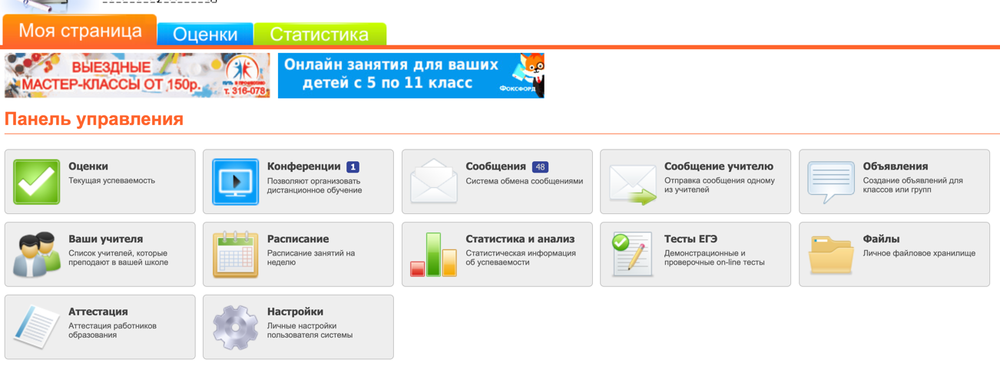 Моя страница
Оценки
Статистика
ВЫЕЗДНЫЕ
МАСТЕР-КЛАССЫ ОТ 150р.
ПУТЬ В ПРОФЕССИЮ
т. 316-078
Онлайн занятия для ваших
детей с 5 по 11 класс
Фоксфорд
Панель управления
Оценки
Текущая успеваемость
Конференции 1
Позволяют организовать
дистанционное обучение
Сообщения 48
Система обмена сообщениями
Сообщение учителю
Отправка сообщения одному
из учителей
Объявления
Создание объявлений для
классов или групп
Ваши учителя
Список учителей, которые
преподают в вашей школе
Расписание
Расписание занятий на
неделю
Статистика и анализ
Статистическая информация
об успеваемости
Тесты ЕГЭ
Демонстрационные и
проверочные on-line тесты
Файлы
Личное файловое хранилище
Аттестация
Аттестация работников
образования
Настройки
Личные настройки
пользователя системы